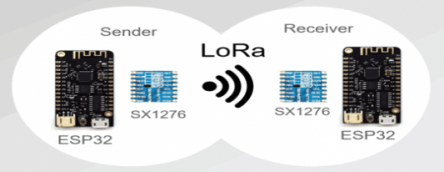 Sender
Receiver
LoRa
SX1276
SX1276
ESP32
ESP32